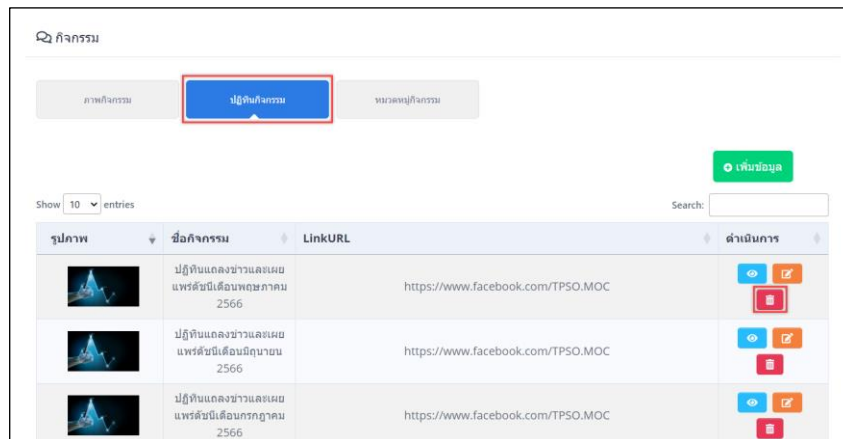 กิจกรรม
ภาพกิจกรรม ปฏิทินกิจกรรม หมวดหมู่กิจกรรม
เพิ่มข้อมูล
Show 10 entries Search:
รูปภาพ ชื่อกิจกรรม LinkURL ดำเนินการ
ปฏิทินแถลงข่าวและเผย
แพร่ดัชนีเดือนพฤษภาคม
2566
https://www.facebook.com/TPSO.MOC
ปฏิทินแถลงข่าวและเผย
แพร่ดัชนีเดือนมิถุนายน
2566
https://www.facebook.com/TPSO.MOC
ปฏิทินแถลงข่าวและเผย
แพร่ดัชนีเดือนกรกฎาคม
2566
https://www.facebook.com/TPSO.MOC